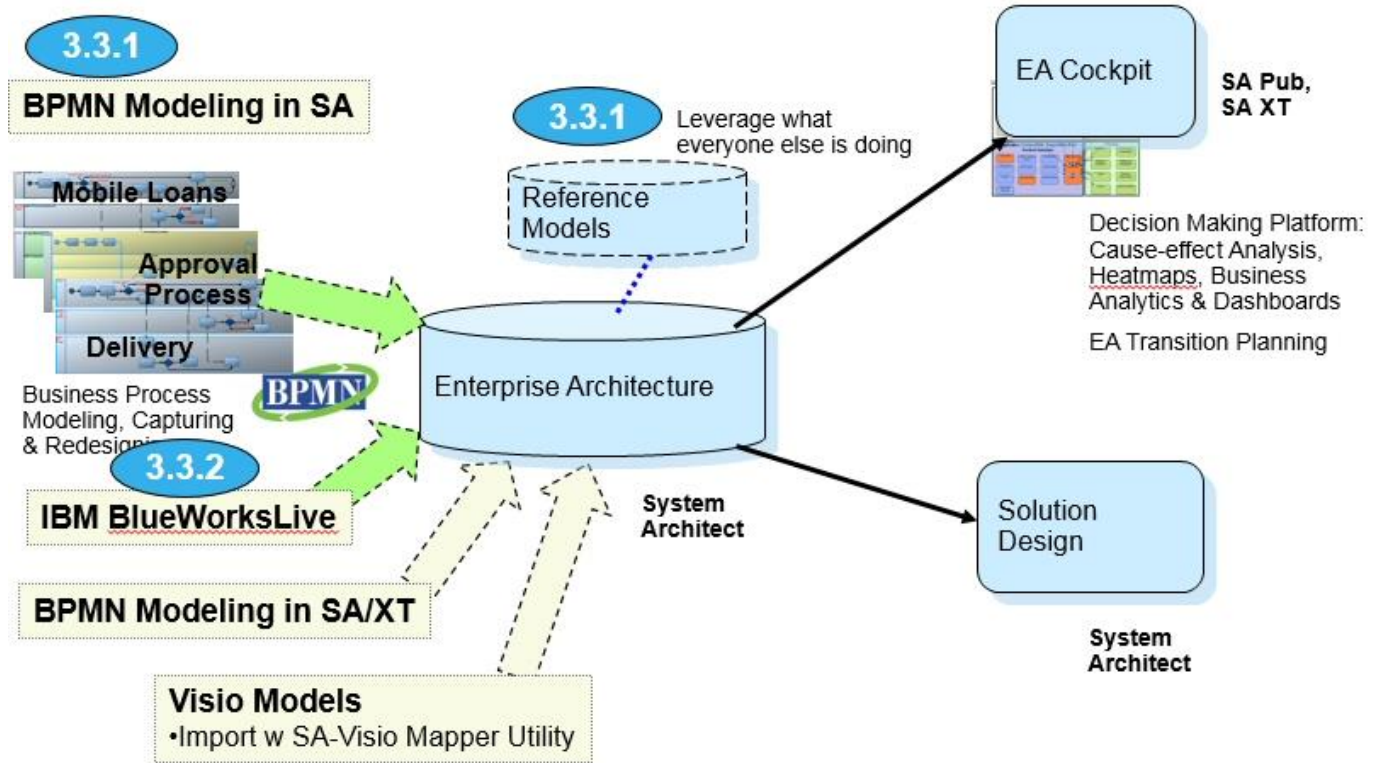 3.3.1
BPMN Modeling in SA
Mobile Loans
Approval
Process
Delivery
BPMN
Business Process
Modeling, Capturing
3.3.2
IBM BlueWorksLive
BPMN Modeling in SA/XT
Visio Models
•Import w SA-Visio Mapper Utility
3.3.1
Leverage what
everyone else is doing
Reference
Models
Enterprise Architecture
System
Architect
EA Cockpit
SA Pub,
SA XT
Decision Making Platform:
Cause-effect Analysis,
Heatmaps, Business
Analytics & Dashboards
EA Transition Planning
Solution
Design
System
Architect